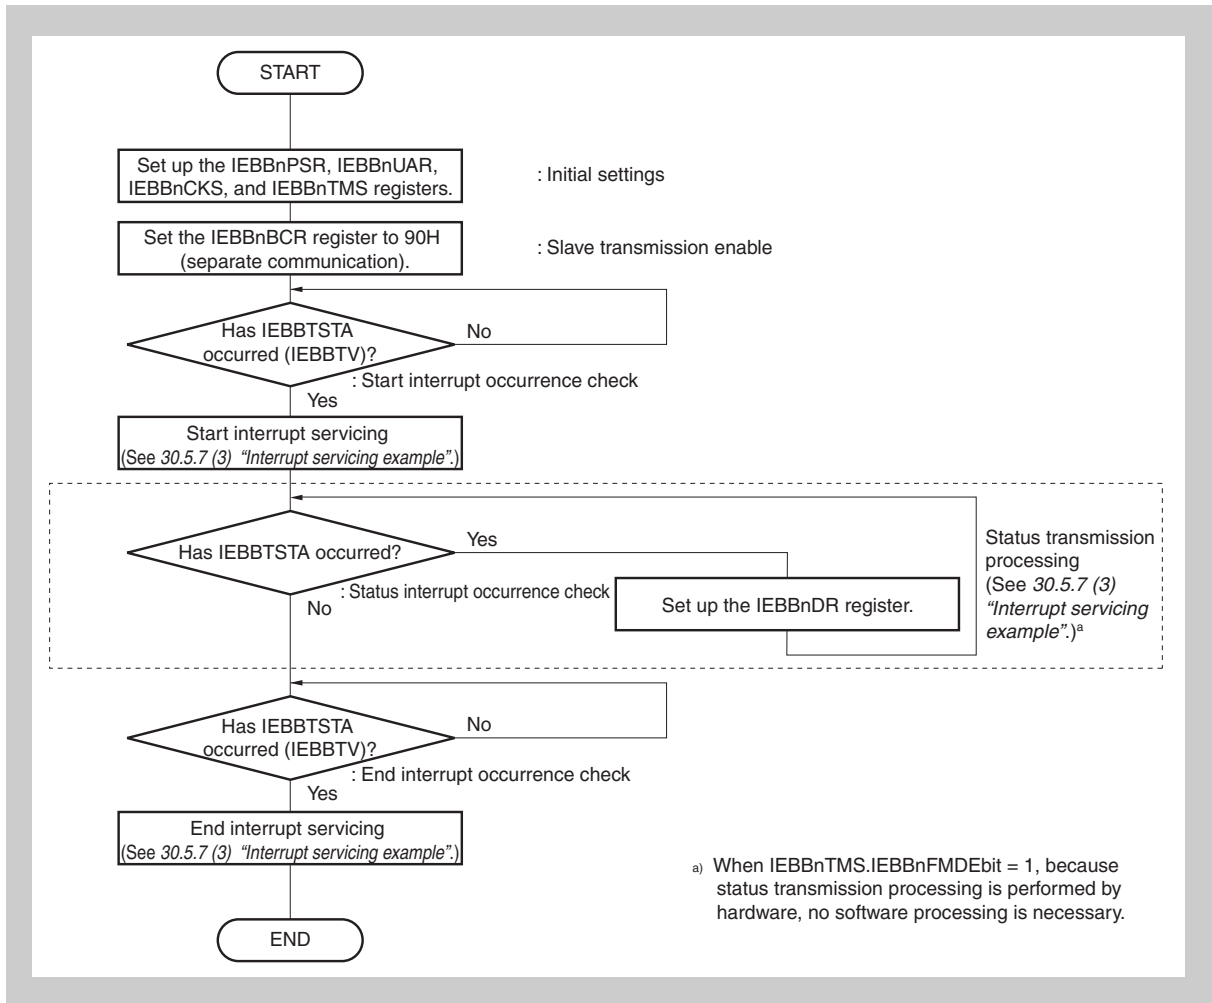 START
Set up the IEBBnPSR, IEBBnUAR,
IEBBnCKS, and IEBBnTMS registers.
: Initial settings
Set the IEBBnBCR register to 90H
(separate communication).
: Slave transmission enable
Has IEBBTSTA
occurred (IEBBTV)?
No
: Start interrupt occurrence check
Yes
Start interrupt servicing
(See 30.5.7 (3) “Interrupt servicing example”.)
Has IEBBTSTA occurred?
Yes
: Status interrupt occurrence check
No
Set up the IEBBnDR register.
Status transmission
processing
(See 30.5.7 (3)
“Interrupt servicing
example”.)a
Has IEBBTSTA
occurred (IEBBTV)?
No
: End interrupt occurrence check
Yes
End interrupt servicing
(See 30.5.7 (3) “Interrupt servicing example”.)
END
a) When IEBBnTMS.IEBBnFMDEbit = 1, because
status transmission processing is performed by
hardware, no software processing is necessary.